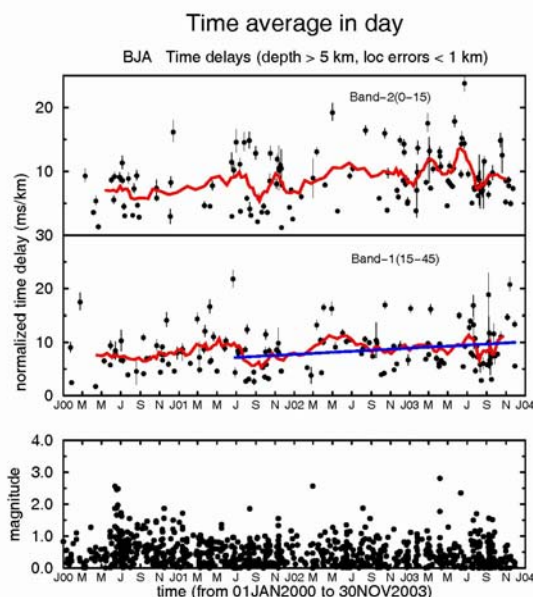 Time average in day
BJA Time delays (depth > 5 km, loc errors < 1 km)
normalized time delay (ms/km)
20
10
30
Band-2(0-15)
20
10
0
Band-1(15-45)
J00 M M J S N J01 M M J S N J02 M M J S N J03 M M J S N J04
magnitude
4.0
3.0
2.0
1.0
0.0
J00 M M J S N J01 M M J S N J02 M M J S N J03 M M J S N J04
time (from 01JAN2000 to 30NOV2003)